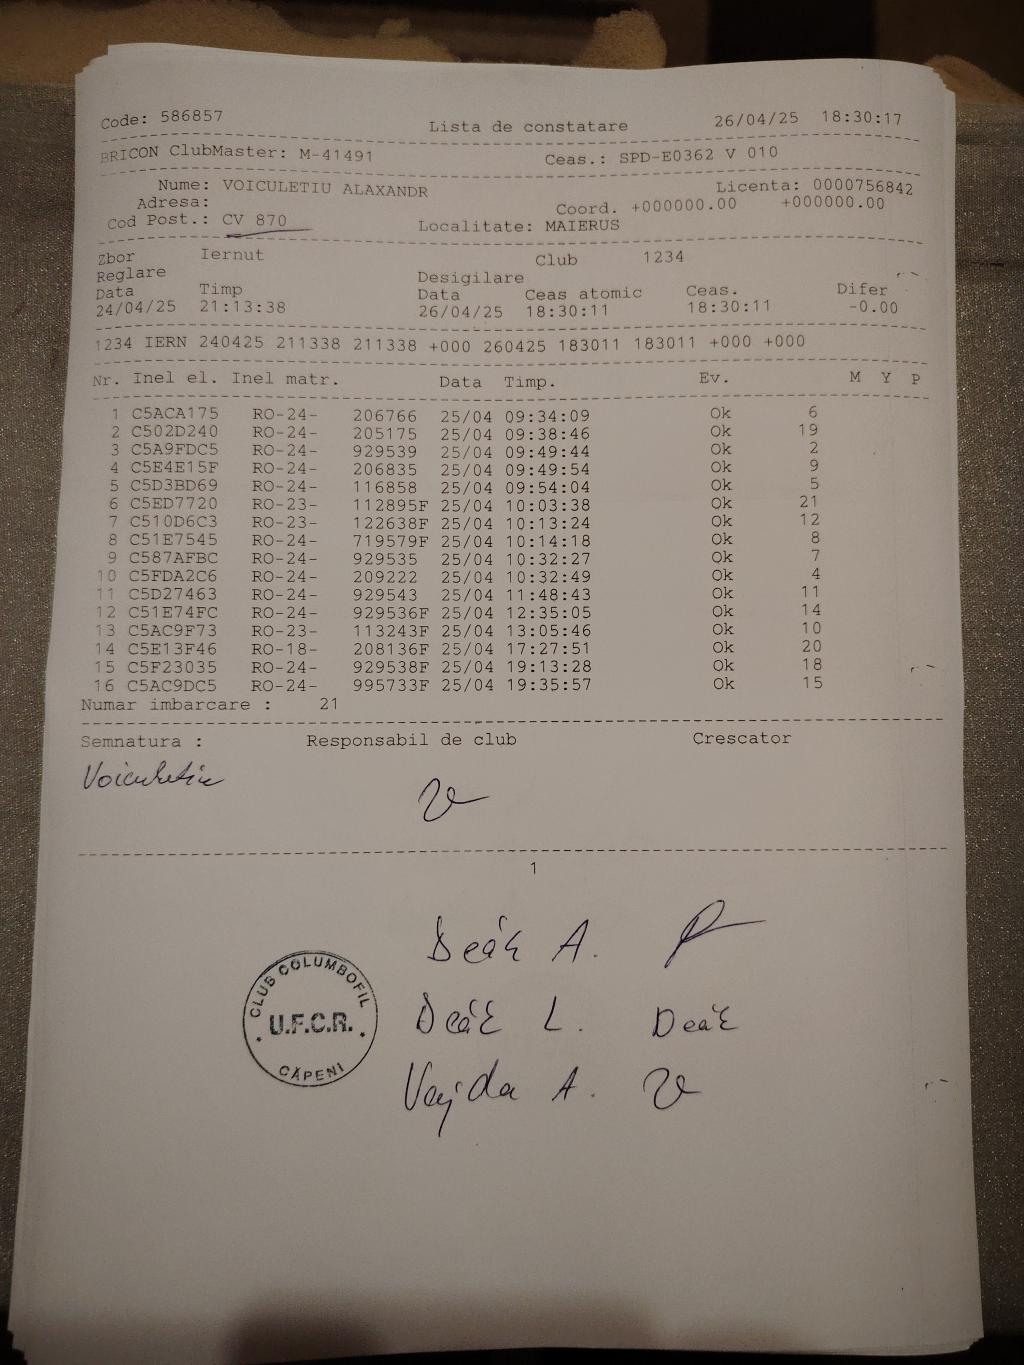 Code: 586857 Lista de constatare 26/04/25 18:30:17
BRICON ClubMaster: M-41491 Ceas.: SPD-E0362 V 010
Nume: VOICULETIU ALAXANDR Licenta: 0000756842
Adresa: Coord. +000000.00 +000000.00
Cod Post.: CV 870 Localitate: MAIERUS
Zbor Iernut Club 1234
Reglare Desigilare
Data Timp Data Ceas atomic Ceas. Difer
24/04/25 21:13:38 26/04/25 18:30:11 18:30:11 -0.00
1234 IERN 240425 211338 211338 +000 260425 183011 183011 +000 +000
Nr. Inel el. Inel matr. Data Timp. Ev. M Y P
1 C5ACA175 RO-24- 206766 25/04 09:34:09 Ok 6
2 C502D240 RO-24- 205175 25/04 09:38:46 Ok 19
3 C5A9FDC5 RO-24- 929539 25/04 09:49:44 Ok 2
4 C5E4E15F RO-24- 206835 25/04 09:49:54 Ok 9
5 C5D3BD69 RO-24- 116858 25/04 09:54:04 Ok 5
6 C5ED7720 RO-23- 112895F 25/04 10:03:38 Ok 21
7 C510D6C3 RO-23- 122638F 25/04 10:13:24 Ok 12
8 C51E7545 RO-24- 719579F 25/04 10:14:18 Ok 8
9 C587AFBC RO-24- 929535 25/04 10:32:27 Ok 7
10 C5FDA2C6 RO-24- 209222 25/04 10:32:49 Ok 4
11 C5D27463 RO-24- 929543 25/04 11:48:43 Ok 11
12 C51E74FC RO-24- 929536F 25/04 12:35:05 Ok 14
13 C5AC9F73 RO-23- 113243F 25/04 13:05:46 Ok 10
14 C5E13F46 RO-18- 208136F 25/04 17:27:51 Ok 20
15 C5F23035 RO-24- 929538F 25/04 19:13:28 Ok 18
16 C5AC9DC5 RO-24- 995733F 25/04 19:35:57 Ok 15
Numar imbarcare : 21
Semnatura : Responsabil de club Crescator
Voiculetiu
1
Deák A.
Deák L. Deák
Vajda A.
CLUB COLUMBOFIL
U.F.C.R.
CĂPENI